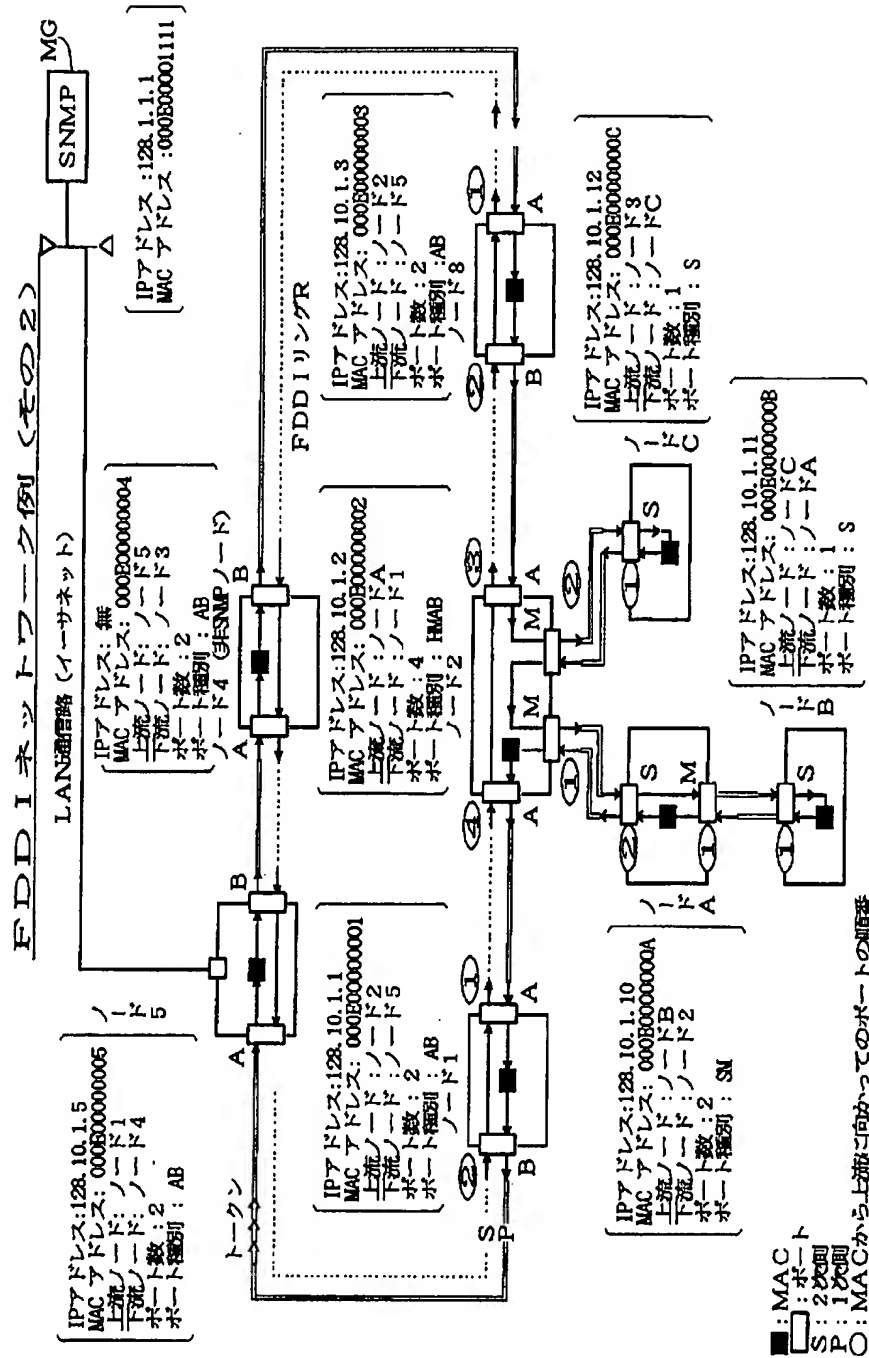 FDDIネットワーク例(その2)
LAN通信路(イーサネット)
SNMP
MG
IPアドレス:128.1.1.1
MAC アドレス:000E00001111
ノード5
IPアドレス:128.10.1.5
MAC アドレス:000E00000005
上流ノード:ノード1
下流ノード:ノード4
ポート数:2
ポート種別:AB
A
B
IPアドレス:無
MAC アドレス:000E00000004
上流ノード:ノード5
下流ノード:ノード3
ポート数:2
ポート種別:AB
ノード4(非SNMPノード)
A
B
トークン
FDDIリングR
IPアドレス:128.10.1.1
MAC アドレス:000E00000001
上流ノード:ノード2
下流ノード:ノード5
ポート数:2
ポート種別:AB
ノード1
IPアドレス:128.10.1.2
MAC アドレス:000E00000002
上流ノード:ノードA
下流ノード:ノード1
ポート数:4
ポート種別:HMAB
ノード2
IPアドレス:128.10.1.3
MAC アドレス:000E00000003
上流ノード:ノード2
下流ノード:ノード5
ポート数:2
ポート種別:AB
ノード8
S
P
②
①
B
A
④
③
A
A
M
M
①
②
②
①
B
A
IPアドレス:128.10.1.10
MAC アドレス:000E0000000A
上流ノード:ノードB
下流ノード:ノード2
ポート数:2
ポート種別:SM
ノードA
②
S
①
M
①
S
ノードB
IPアドレス:128.10.1.11
MAC アドレス:000E0000000B
上流ノード:ノードC
下流ノード:ノードA
ポート数:1
ポート種別:S
ノードC
①
S
IPアドレス:128.10.1.12
MAC アドレス:000E0000000C
上流ノード:ノード3
下流ノード:ノードC
ポート数:1
ポート種別:S
■:MAC
□:ポート
S:2次側
P:1次側
○:MACから上流に向かってのポートの順番